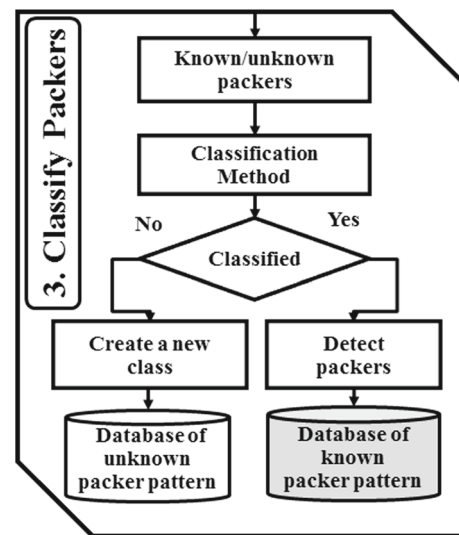 3. Classify Packers
Known/unknown
packers
Classification
Method
No
Yes
Classified
Create a new
class
Detect
packers
Database of
unknown
packer pattern
Database of
known
packer pattern